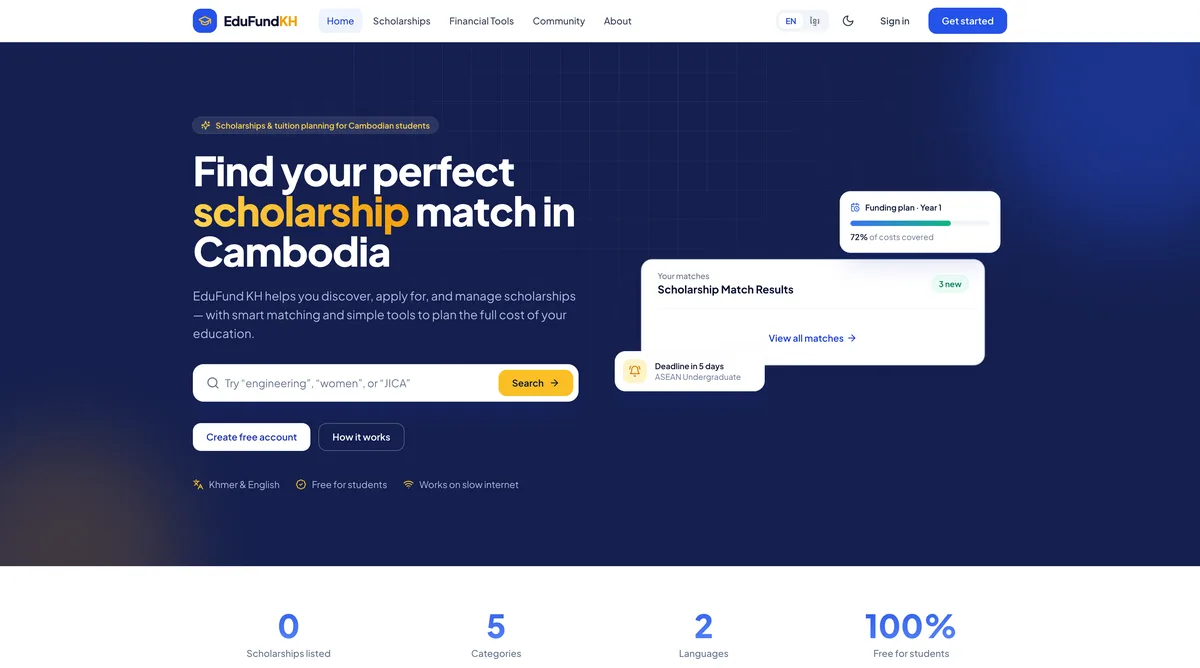 EduFundKH
Home
Scholarships
Financial Tools
Community
About
EN
ខ្មែរ
Sign in
Get started
Scholarships & tuition planning for Cambodian students
Find your perfect
scholarship match in
Cambodia
EduFund KH helps you discover, apply for, and manage scholarships
— with smart matching and simple tools to plan the full cost of your
education.
Try “engineering”, “women”, or “JICA”
Search
Create free account
How it works
Khmer & English
Free for students
Works on slow internet
Funding plan · Year 1
72% of costs covered
Your matches
Scholarship Match Results
3 new
View all matches
Deadline in 5 days
ASEAN Undergraduate
0
Scholarships listed
5
Categories
2
Languages
100%
Free for students